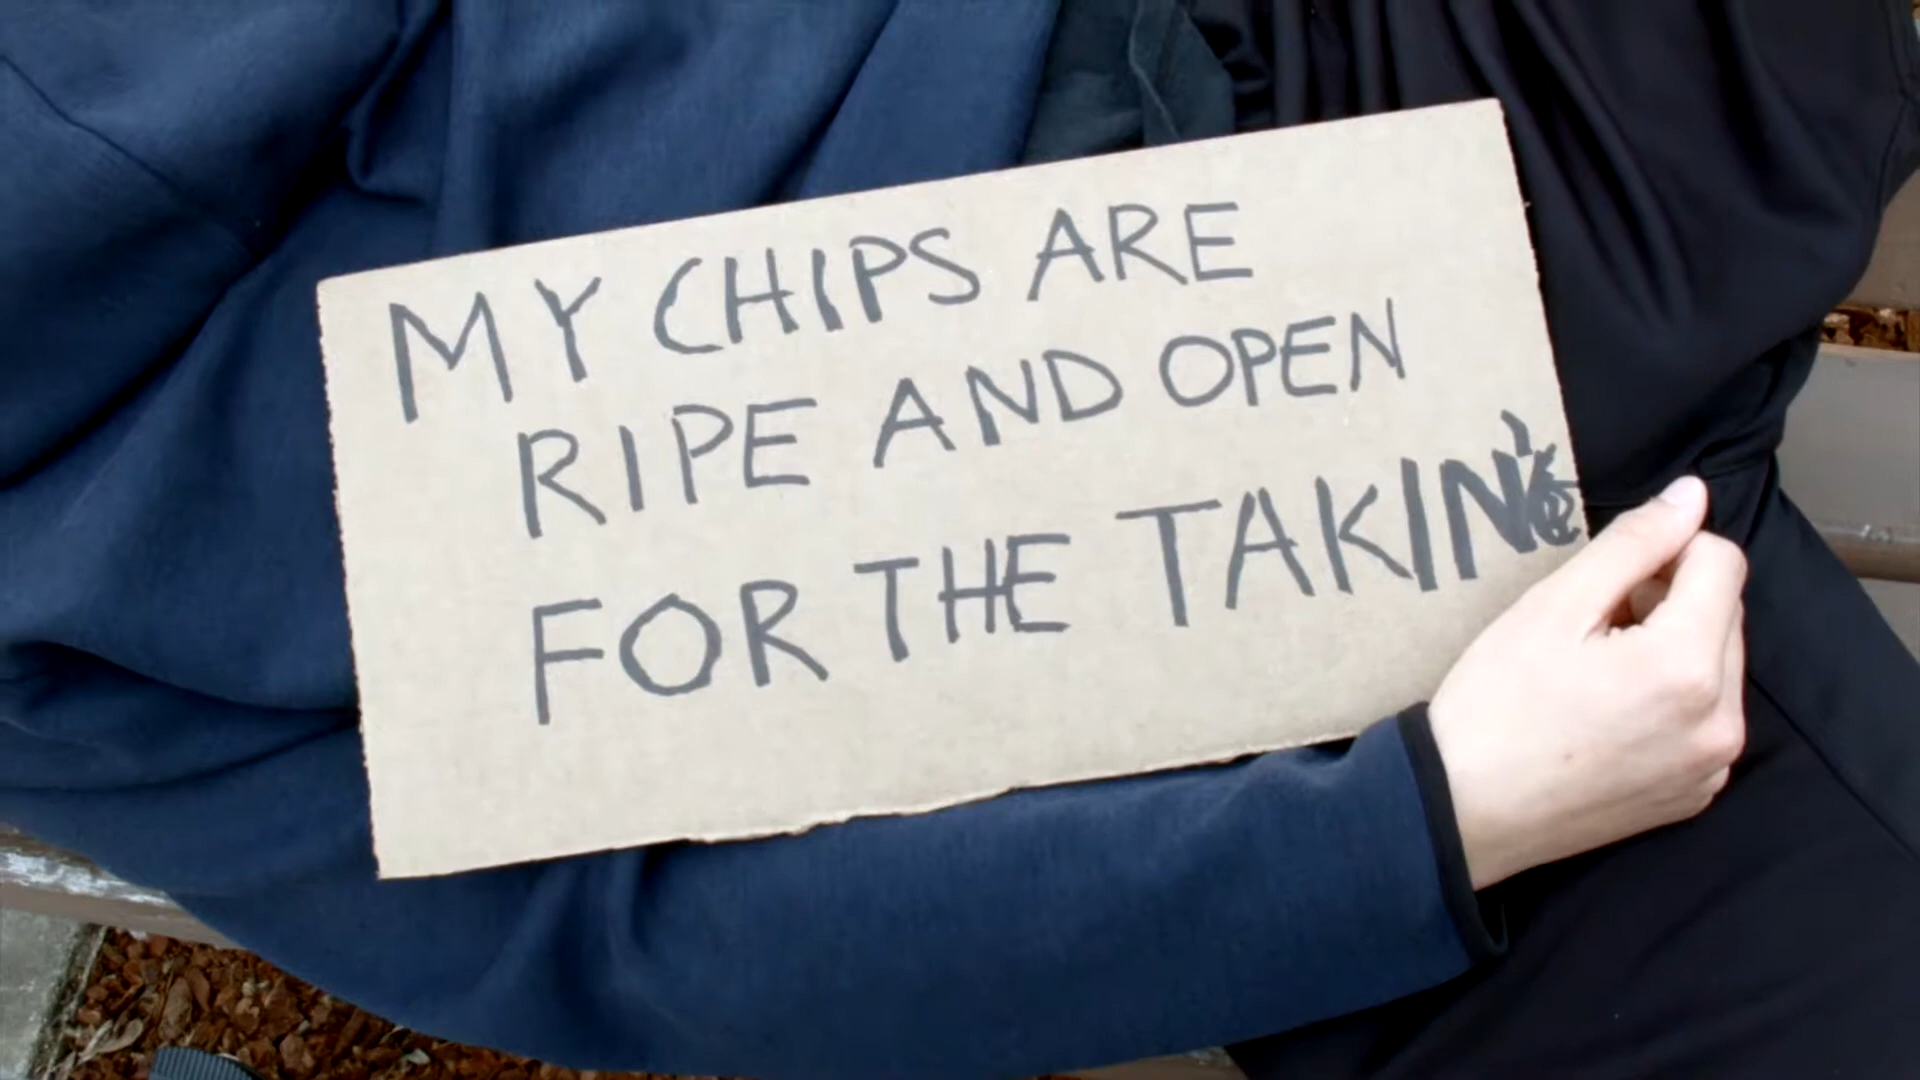 MY CHIPS ARE
RIPE AND OPEN
FOR THE TAKIN'